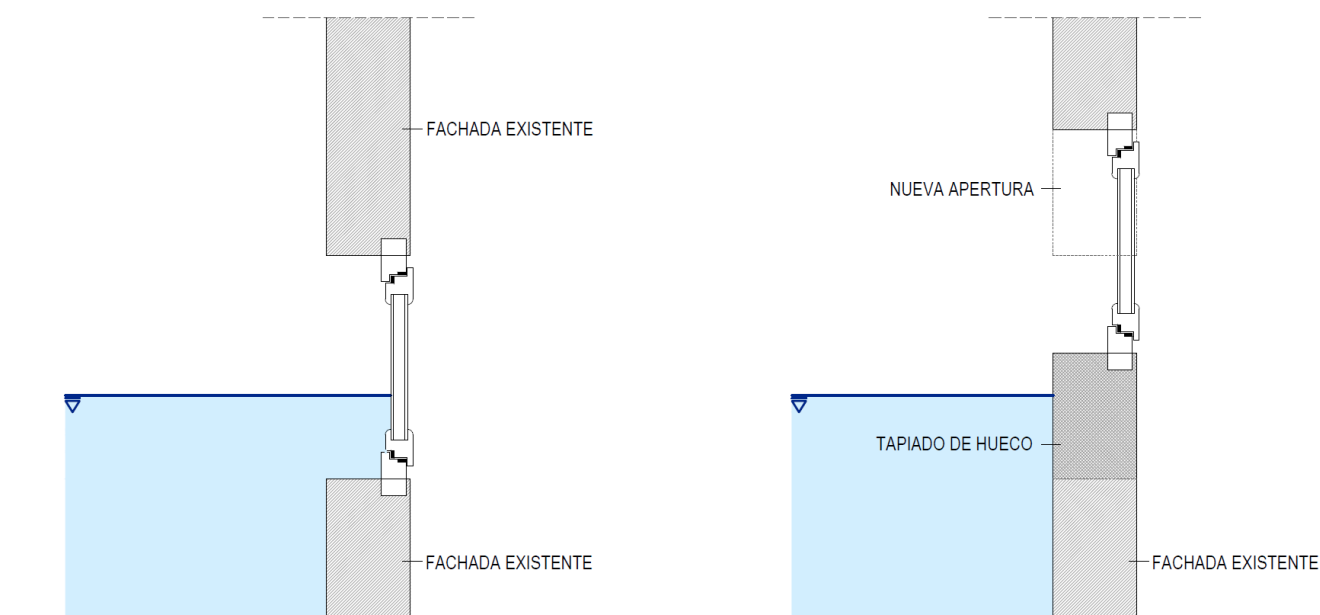 FACHADA EXISTENTE
NUEVA APERTURA
TAPIADO DE HUECO
FACHADA EXISTENTE
FACHADA EXISTENTE